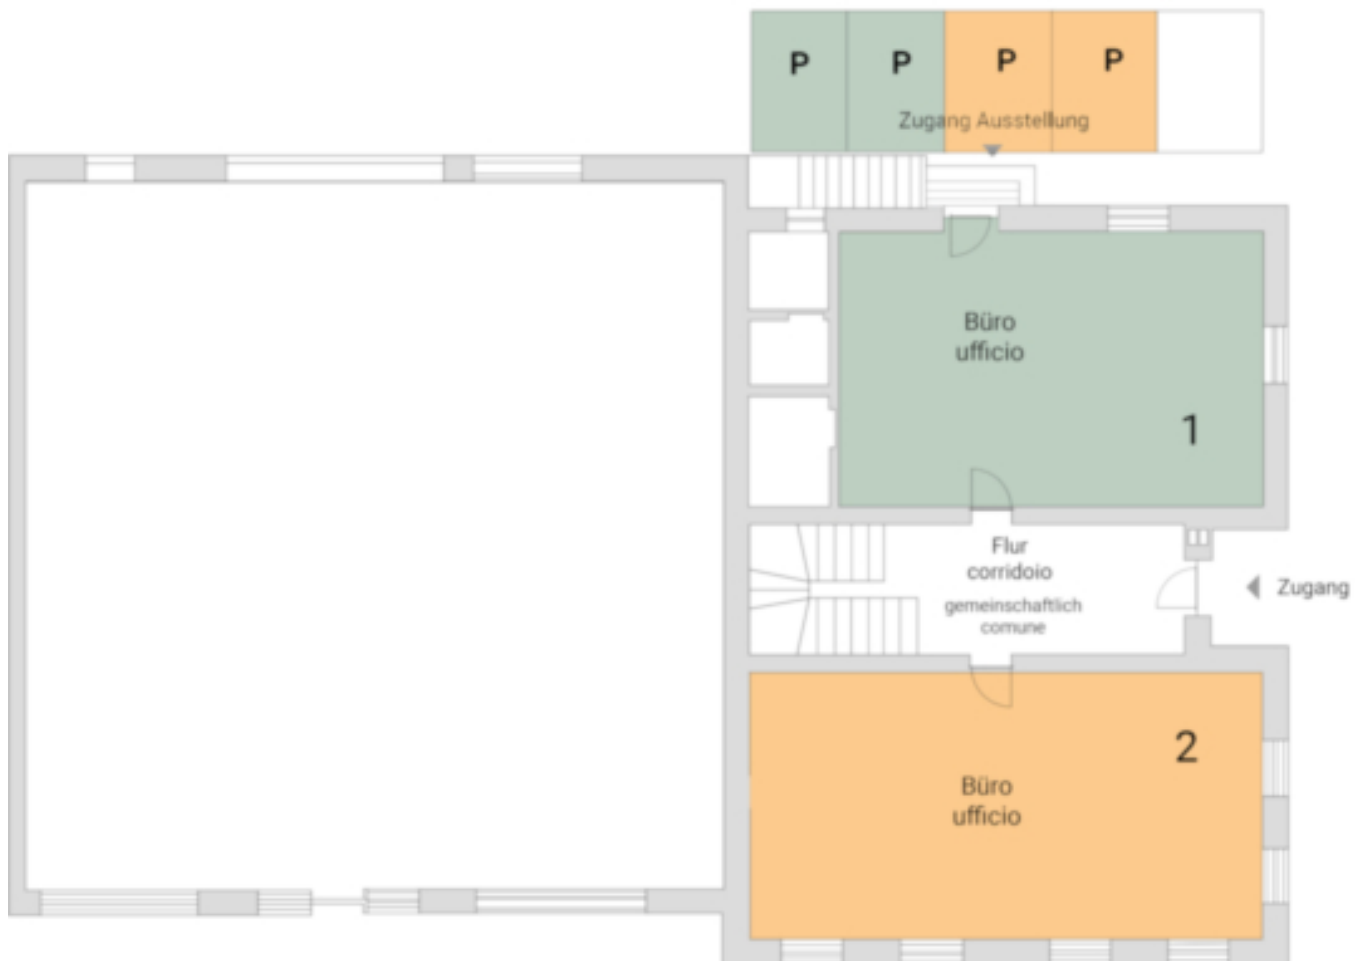 P P P P
Zugang Ausstellung
Büro
ufficio
1
Flur
corridoio
gemeinschaftlich
comune
Zugang
2
Büro
ufficio